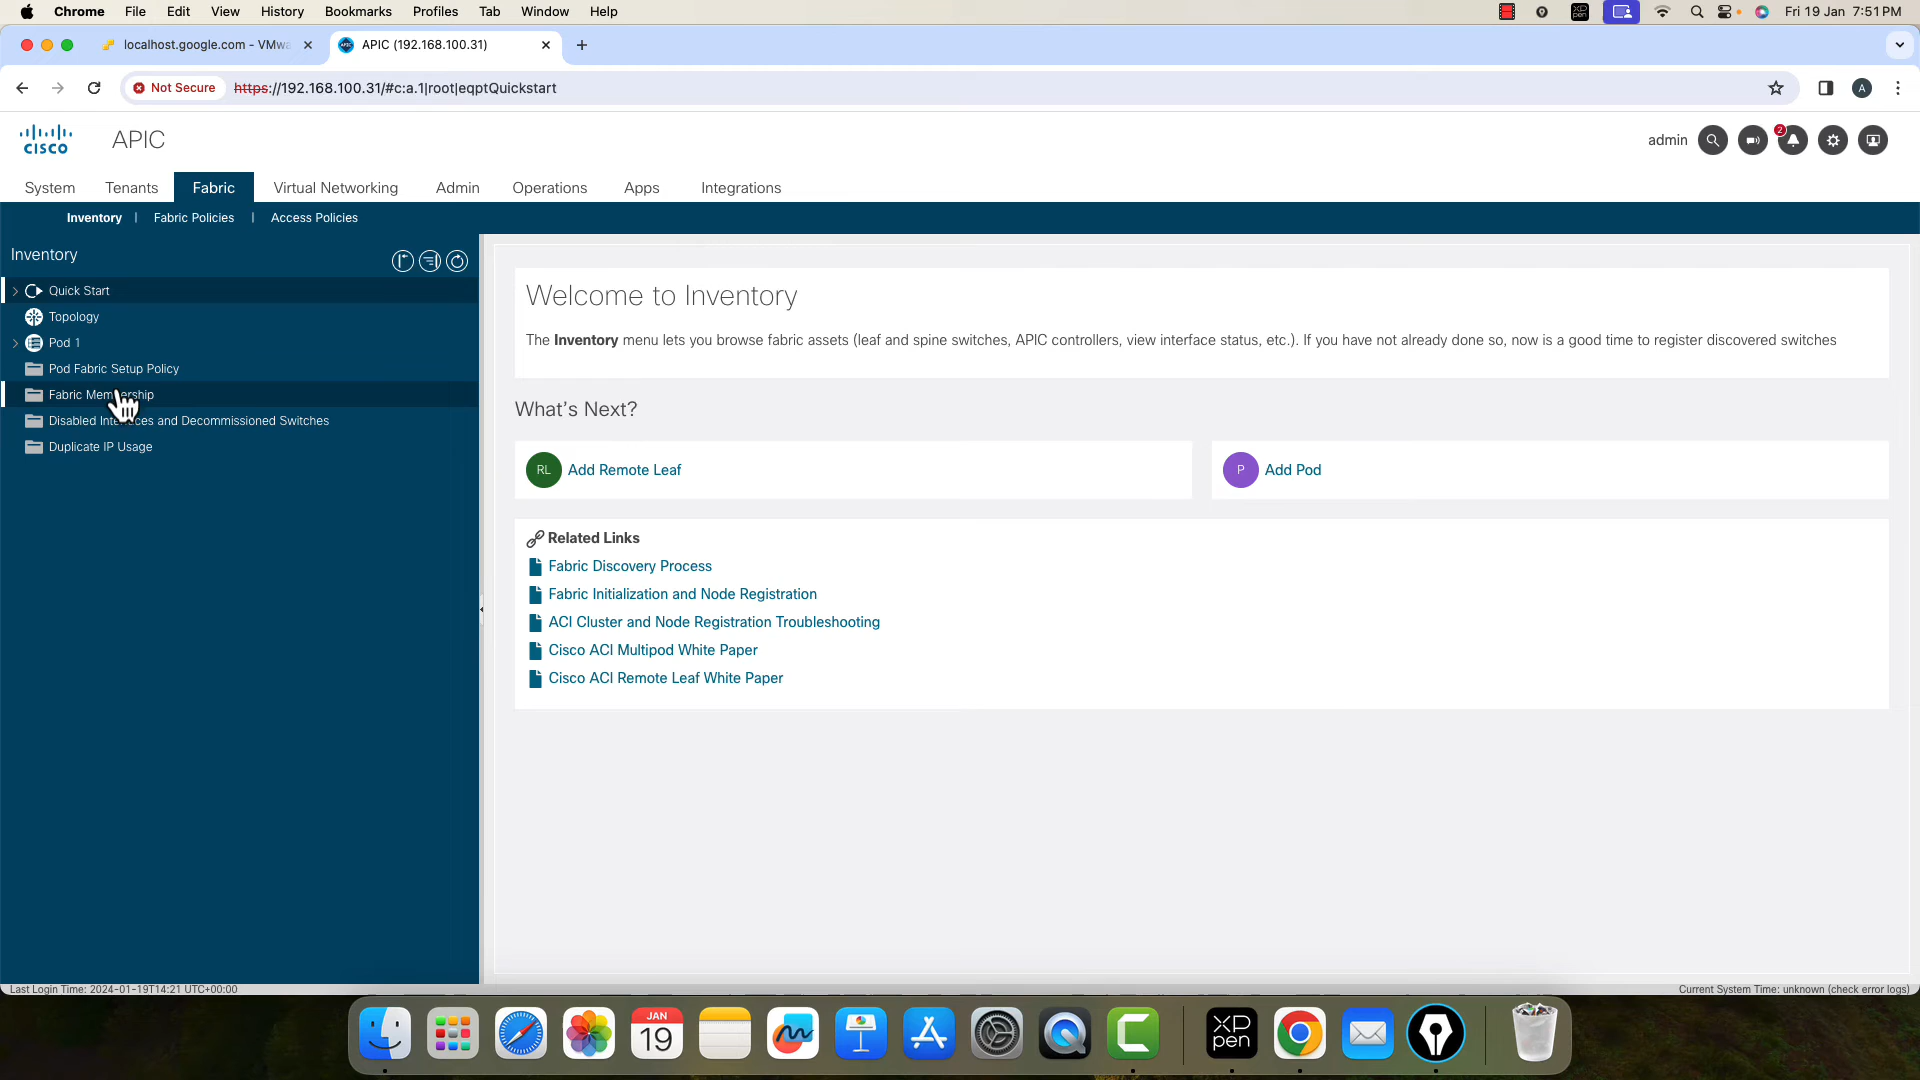 Chrome File Edit View History Bookmarks Profiles Tab Window Help
XP pen
Fri 19 Jan 7:51 PM
localhost.google.com - VMwa
APIC (192.168.100.31)
Not Secure https://192.168.100.31/#c:a.1|root|eqptQuickstart
A
cisco APIC
admin 2
System Tenants Fabric Virtual Networking Admin Operations Apps Integrations
Inventory | Fabric Policies | Access Policies
Inventory
Quick Start
Topology
Pod 1
Pod Fabric Setup Policy
Fabric Membership
Disabled Interfaces and Decommissioned Switches
Duplicate IP Usage
Welcome to Inventory
The Inventory menu lets you browse fabric assets (leaf and spine switches, APIC controllers, view interface status, etc.). If you have not already done so, now is a good time to register discovered switches
What's Next?
RL Add Remote Leaf
P Add Pod
Related Links
Fabric Discovery Process
Fabric Initialization and Node Registration
ACI Cluster and Node Registration Troubleshooting
Cisco ACI Multipod White Paper
Cisco ACI Remote Leaf White Paper
Last Login Time: 2024-01-19T14:21 UTC+00:00
Current System Time: unknown (check error logs)
JAN
19
XP
pen